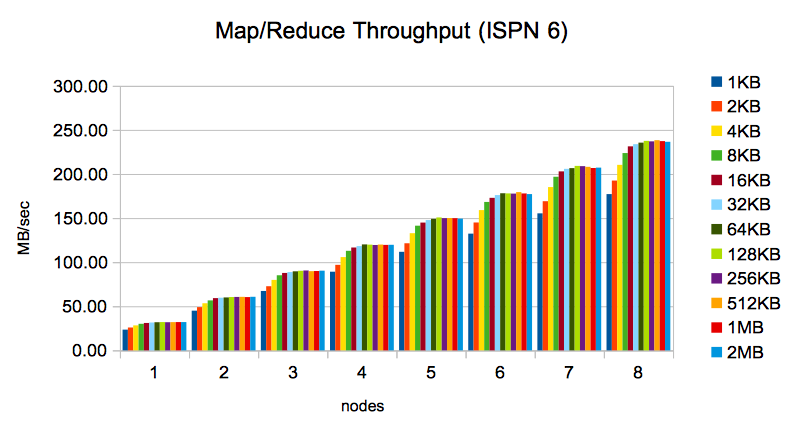 Map/Reduce Throughput (ISPN 6)
300.00
250.00
200.00
150.00
100.00
50.00
0.00
MB/sec
1 2 3 4 5 6 7 8
nodes
1KB
2KB
4KB
8KB
16KB
32KB
64KB
128KB
256KB
512KB
1MB
2MB